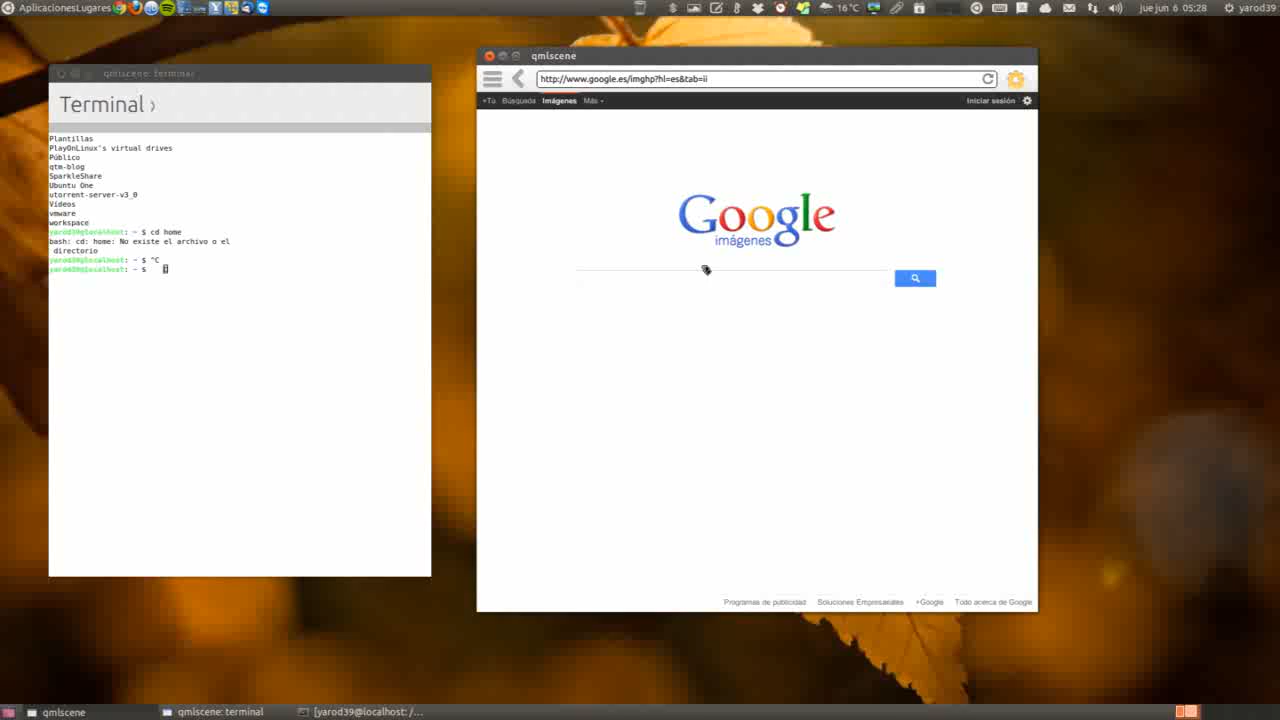 AplicacionesLugares
16°C
jue jun 6 05:28
yarod39
qmlscene: terminal
Terminal ›
Plantillas
PlayOnLinux's virtual drives
Público
qtm-blog
SparkleShare
Ubuntu One
utorrent-server-v3_0
Vídeos
vmware
workspace
yarod39@localhost: ~ $ cd home
bash: cd: home: No existe el archivo o el
directorio
yarod39@localhost: ~ $ ^C
yarod39@localhost: ~ $
qmlscene
http://www.google.es/imghp?hl=es&tab=ii
+Tú Búsqueda Imágenes Más
Iniciar sesión
Google
imágenes
Programas de publicidad Soluciones Empresariales +Google Todo acerca de Google
qmlscene
qmlscene: terminal
[yarod39@localhost: /...